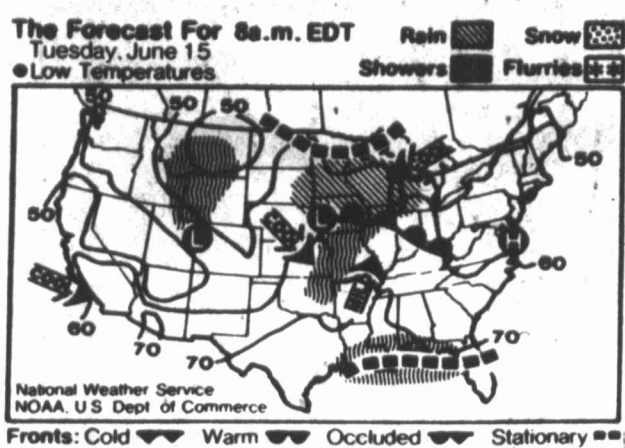 The Forecast For 8a.m. EDT
Tuesday, June 15
Low Temperatures
Rain
Snow
Showers
Flurries
50
50
50
50
50
L
L
H
60
60
70
70
70
National Weather Service
NOAA, U S Dept of Commerce
Fronts: Cold Warm Occluded Stationary